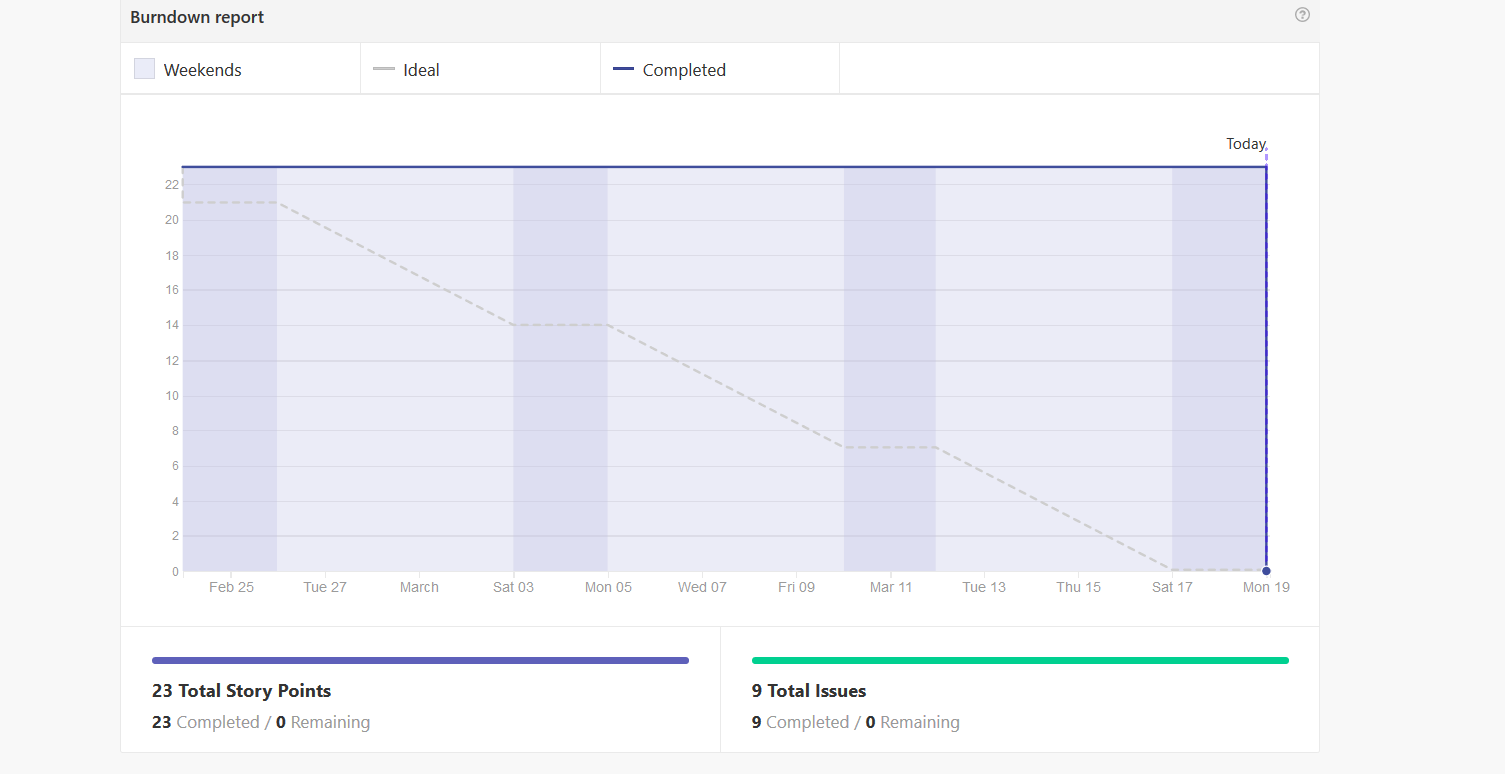 Burndown report
Weekends
Ideal
Completed
Today
22
20
18
16
14
12
10
8
6
4
2
0
Feb 25 Tue 27 March Sat 03 Mon 05 Wed 07 Fri 09 Mar 11 Tue 13 Thu 15 Sat 17 Mon 19
23 Total Story Points
23 Completed / 0 Remaining
9 Total Issues
9 Completed / 0 Remaining